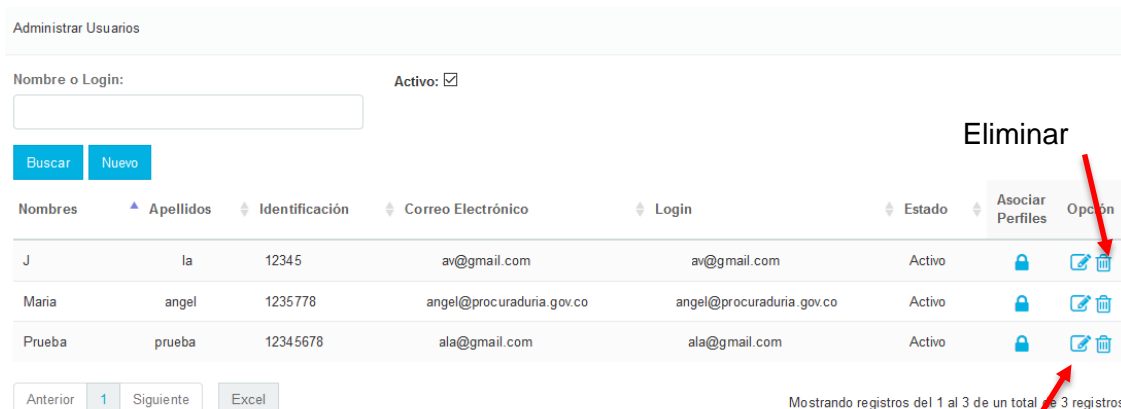 Administrar Usuarios
Nombre o Login:
Activo:
Eliminar
Buscar Nuevo
Nombres Apellidos Identificación Correo Electrónico Login Estado Asociar Perfiles Opción
J la 12345 av@gmail.com av@gmail.com Activo
Maria angel 1235778 angel@procuraduria.gov.co angel@procuraduria.gov.co Activo
Prueba prueba 12345678 ala@gmail.com ala@gmail.com Activo
Anterior 1 Siguiente Excel
Mostrando registros del 1 al 3 de un total de 3 registros